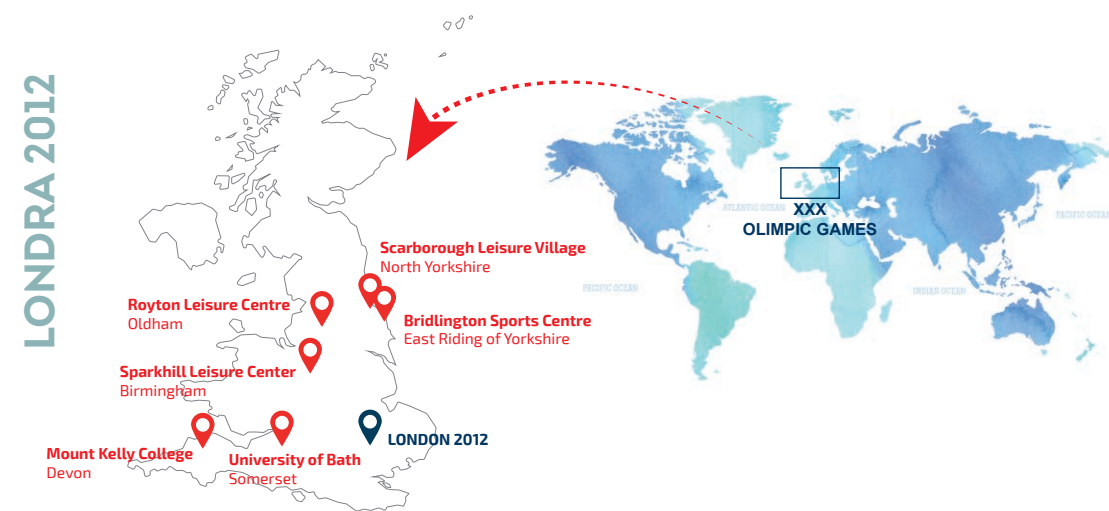 LONDRA 2012
Scarborough Leisure Village
North Yorkshire
Royton Leisure Centre
Oldham
Bridlington Sports Centre
East Riding of Yorkshire
Sparkhill Leisure Center
Birmingham
Mount Kelly College
Devon
University of Bath
Somerset
LONDON 2012
ATLANTIC OCEAN
XXX
OLIMPIC GAMES
PACIFIC OCEAN
PACIFIC OCEAN
INDIAN OCEAN